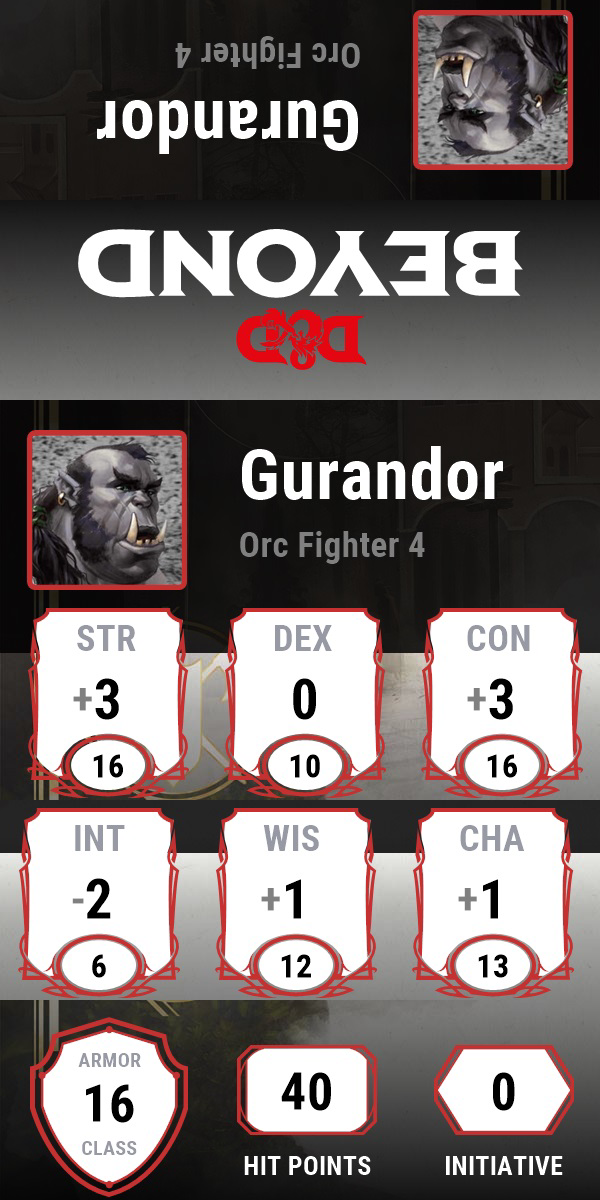 Gurandor
Orc Fighter 4
D&D
BEYOND
Gurandor
Orc Fighter 4
STR DEX CON
+3 0 +3
16 10 16
INT WIS CHA
-2 +1 +1
6 12 13
ARMOR
16 40 0
CLASS
HIT POINTS INITIATIVE